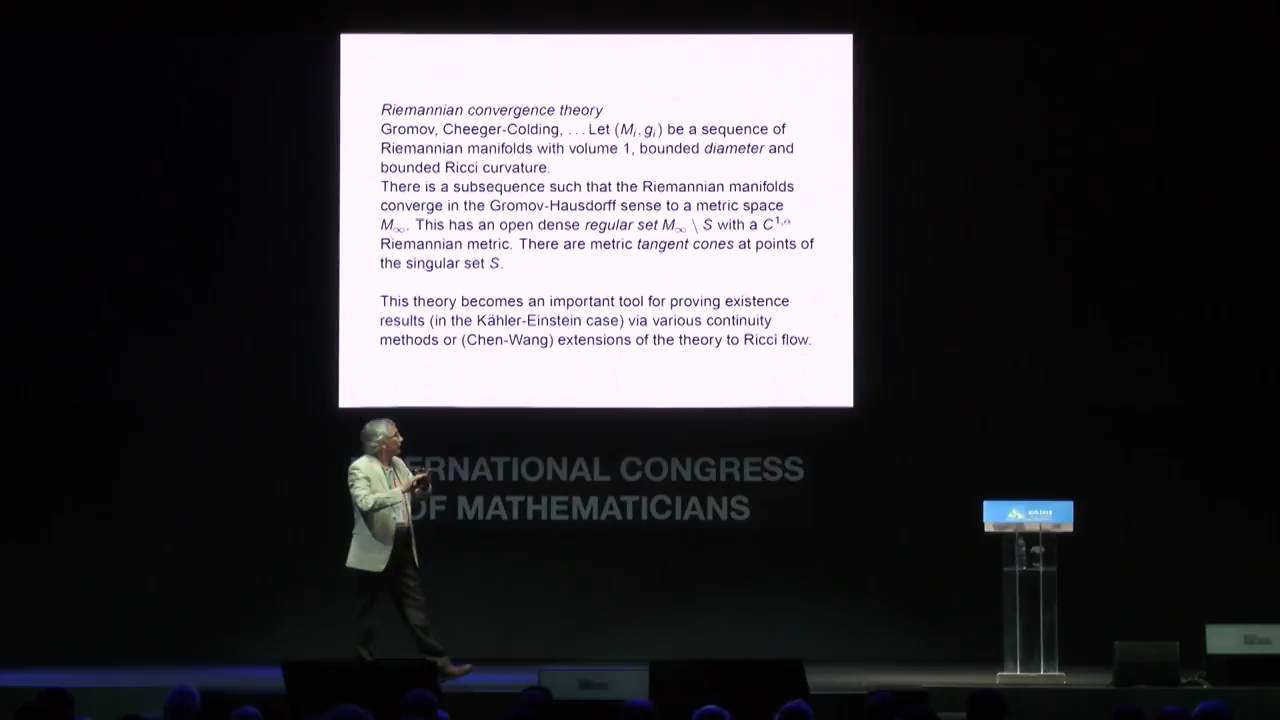 Riemannian convergence theory
Gromov, Cheeger-Colding, ... Let (Mᵢ, gᵢ) be a sequence of
Riemannian manifolds with volume 1, bounded diameter and
bounded Ricci curvature.
There is a subsequence such that the Riemannian manifolds
converge in the Gromov-Hausdorff sense to a metric space
M∞. This has an open dense regular set M∞ \ S with a C^{1,α}
Riemannian metric. There are metric tangent cones at points of
the singular set S.
This theory becomes an important tool for proving existence
results (in the Kähler-Einstein case) via various continuity
methods or (Chen-Wang) extensions of the theory to Ricci flow.
ERNATIONAL CONGRESS
OF MATHEMATICIANS
icm 2018